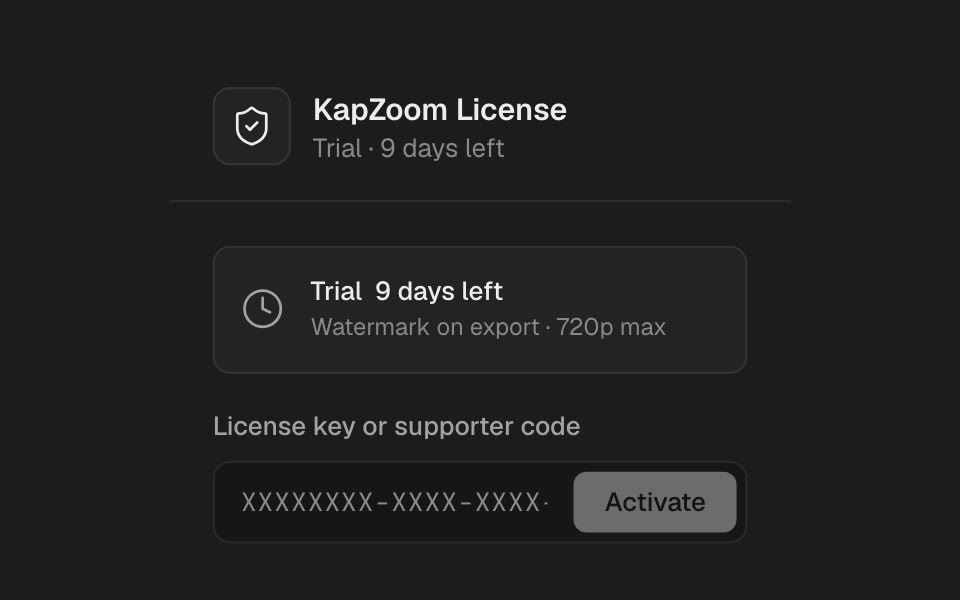 KapZoom License
Trial · 9 days left
Trial 9 days left
Watermark on export · 720p max
License key or supporter code
XXXXXXXX-XXXX-XXXX-
Activate